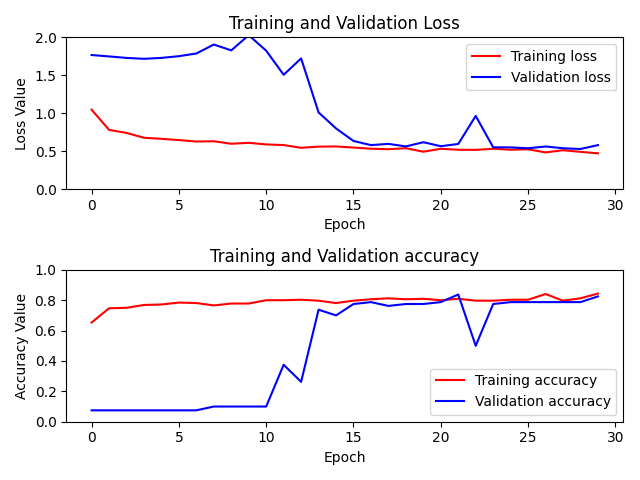 Training and Validation Loss
2.0
1.5
1.0
0.5
0.0
Loss Value
Training loss
Validation loss
0 5 10 15 20 25 30
Epoch
Training and Validation accuracy
1.0
0.8
0.6
0.4
0.2
0.0
Accuracy Value
Training accuracy
Validation accuracy
0 5 10 15 20 25 30
Epoch